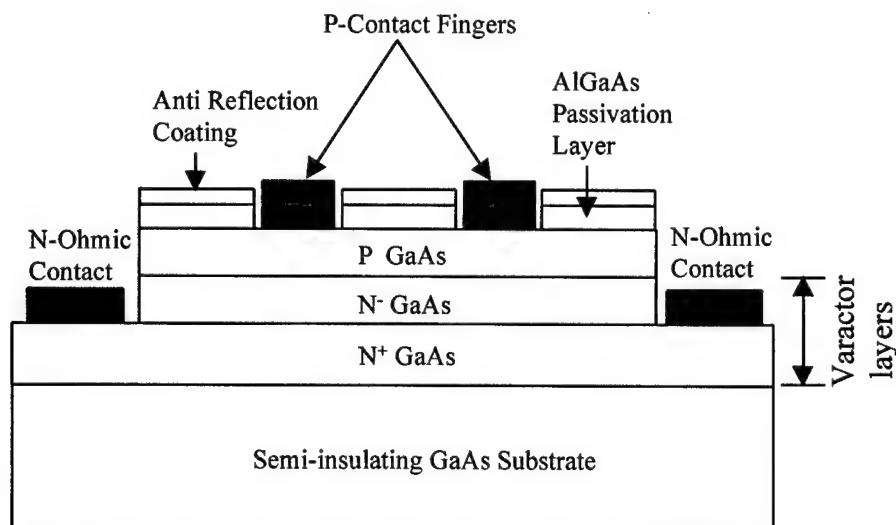 P-Contact Fingers
Anti Reflection
Coating
AlGaAs
Passivation
Layer
N-Ohmic
Contact
N-Ohmic
Contact
P GaAs
N- GaAs
N+ GaAs
Varactor
layers
Semi-insulating GaAs Substrate